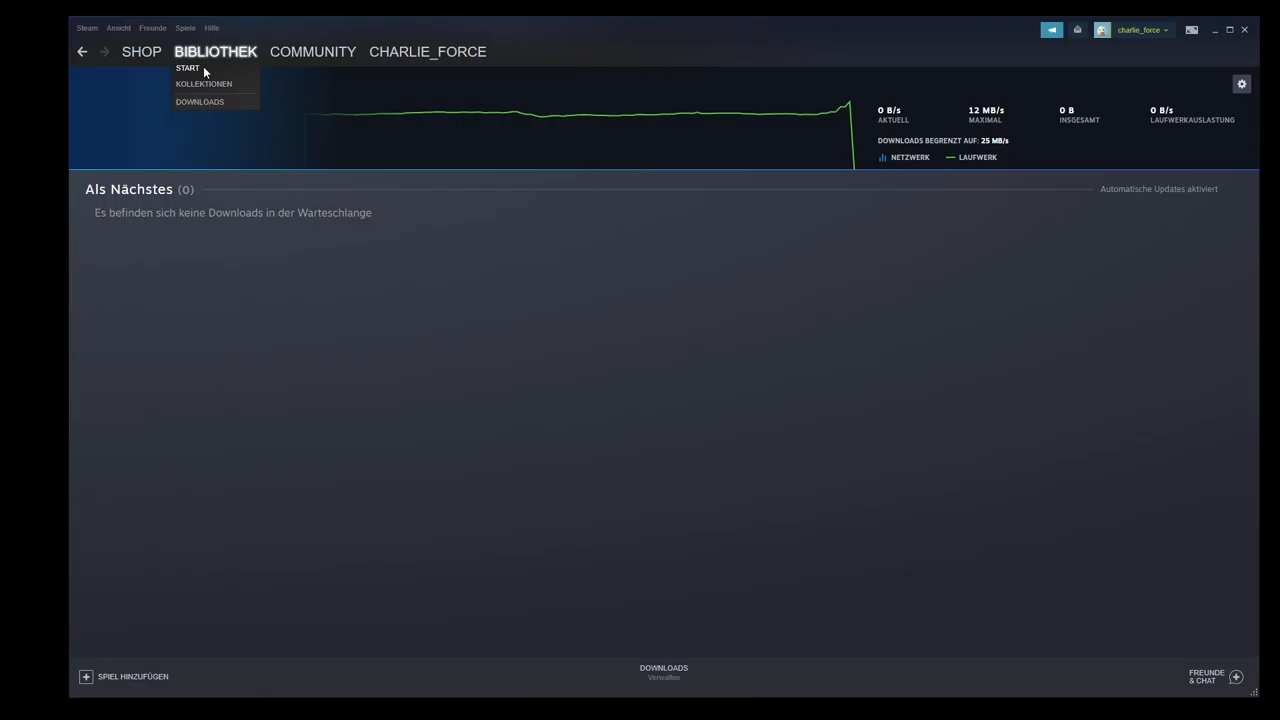 Steam Ansicht Freunde Spiele Hilfe
charlie_force
SHOP BIBLIOTHEK COMMUNITY CHARLIE_FORCE
START
KOLLEKTIONEN
DOWNLOADS
0 B/s 12 MB/s 0 B 0 B/s
AKTUELL MAXIMAL INSGESAMT LAUFWERKAUSLASTUNG
DOWNLOADS BEGRENZT AUF: 25 MB/s
NETZWERK LAUFWERK
Als Nächstes (0) Automatische Updates aktiviert
Es befinden sich keine Downloads in der Warteschlange
SPIEL HINZUFÜGEN
DOWNLOADS
Verwalten
FREUNDE
& CHAT